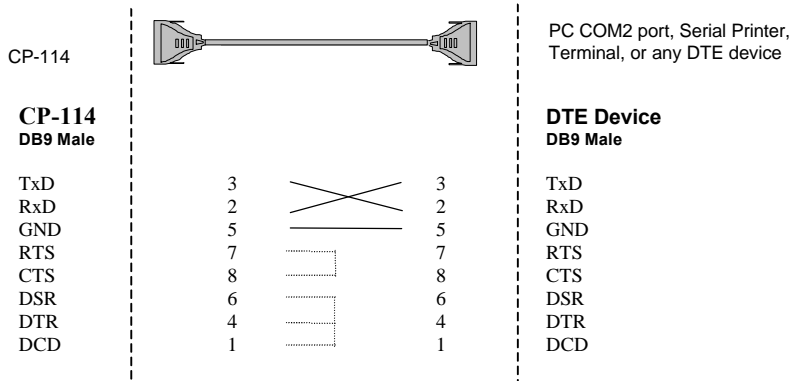 CP-114
PC COM2 port, Serial Printer,
Terminal, or any DTE device
CP-114
DB9 Male
DTE Device
DB9 Male
TxD 3 3 TxD
RxD 2 2 RxD
GND 5 5 GND
RTS 7 7 RTS
CTS 8 8 CTS
DSR 6 6 DSR
DTR 4 4 DTR
DCD 1 1 DCD